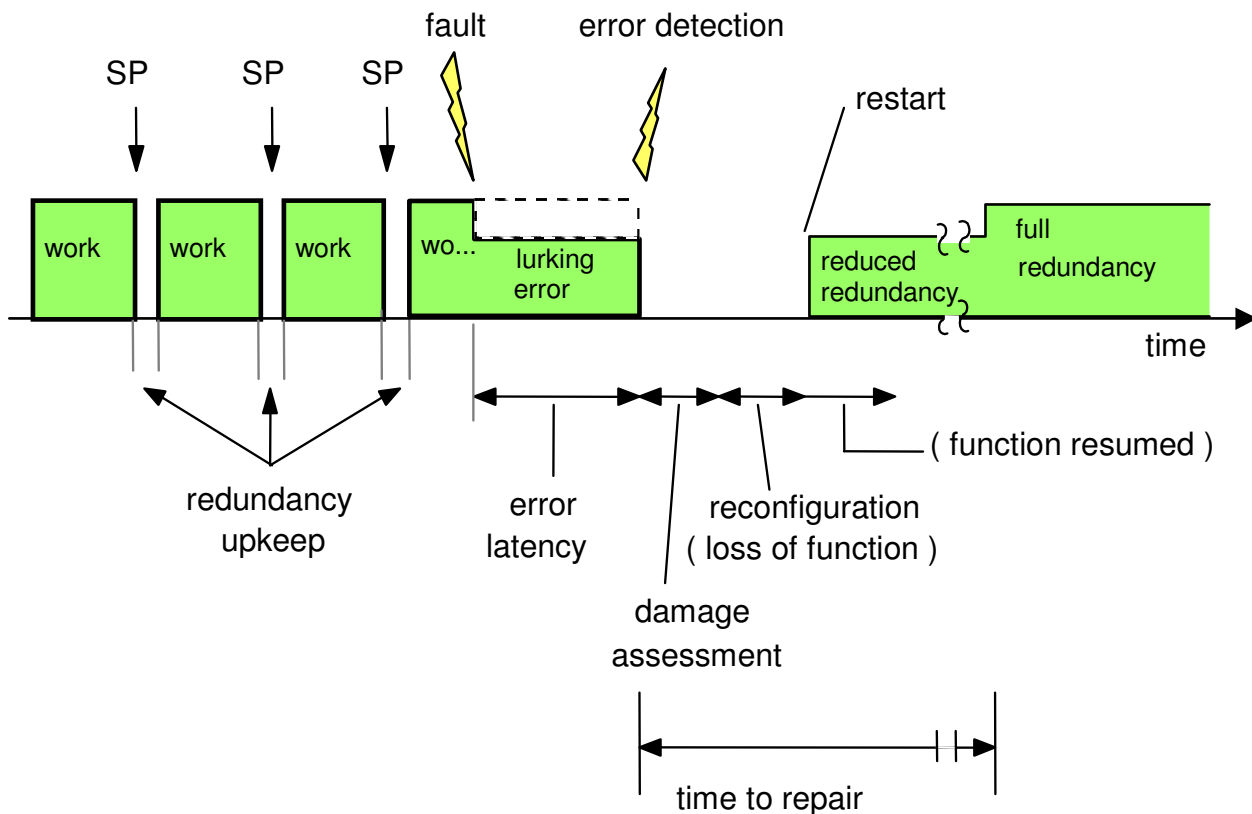 fault
error detection
SP
SP
SP
restart
work
work
work
wo...
lurking
error
reduced
redundancy
full
redundancy
time
( function resumed )
redundancy
upkeep
error
latency
reconfiguration
( loss of function )
damage
assessment
time to repair